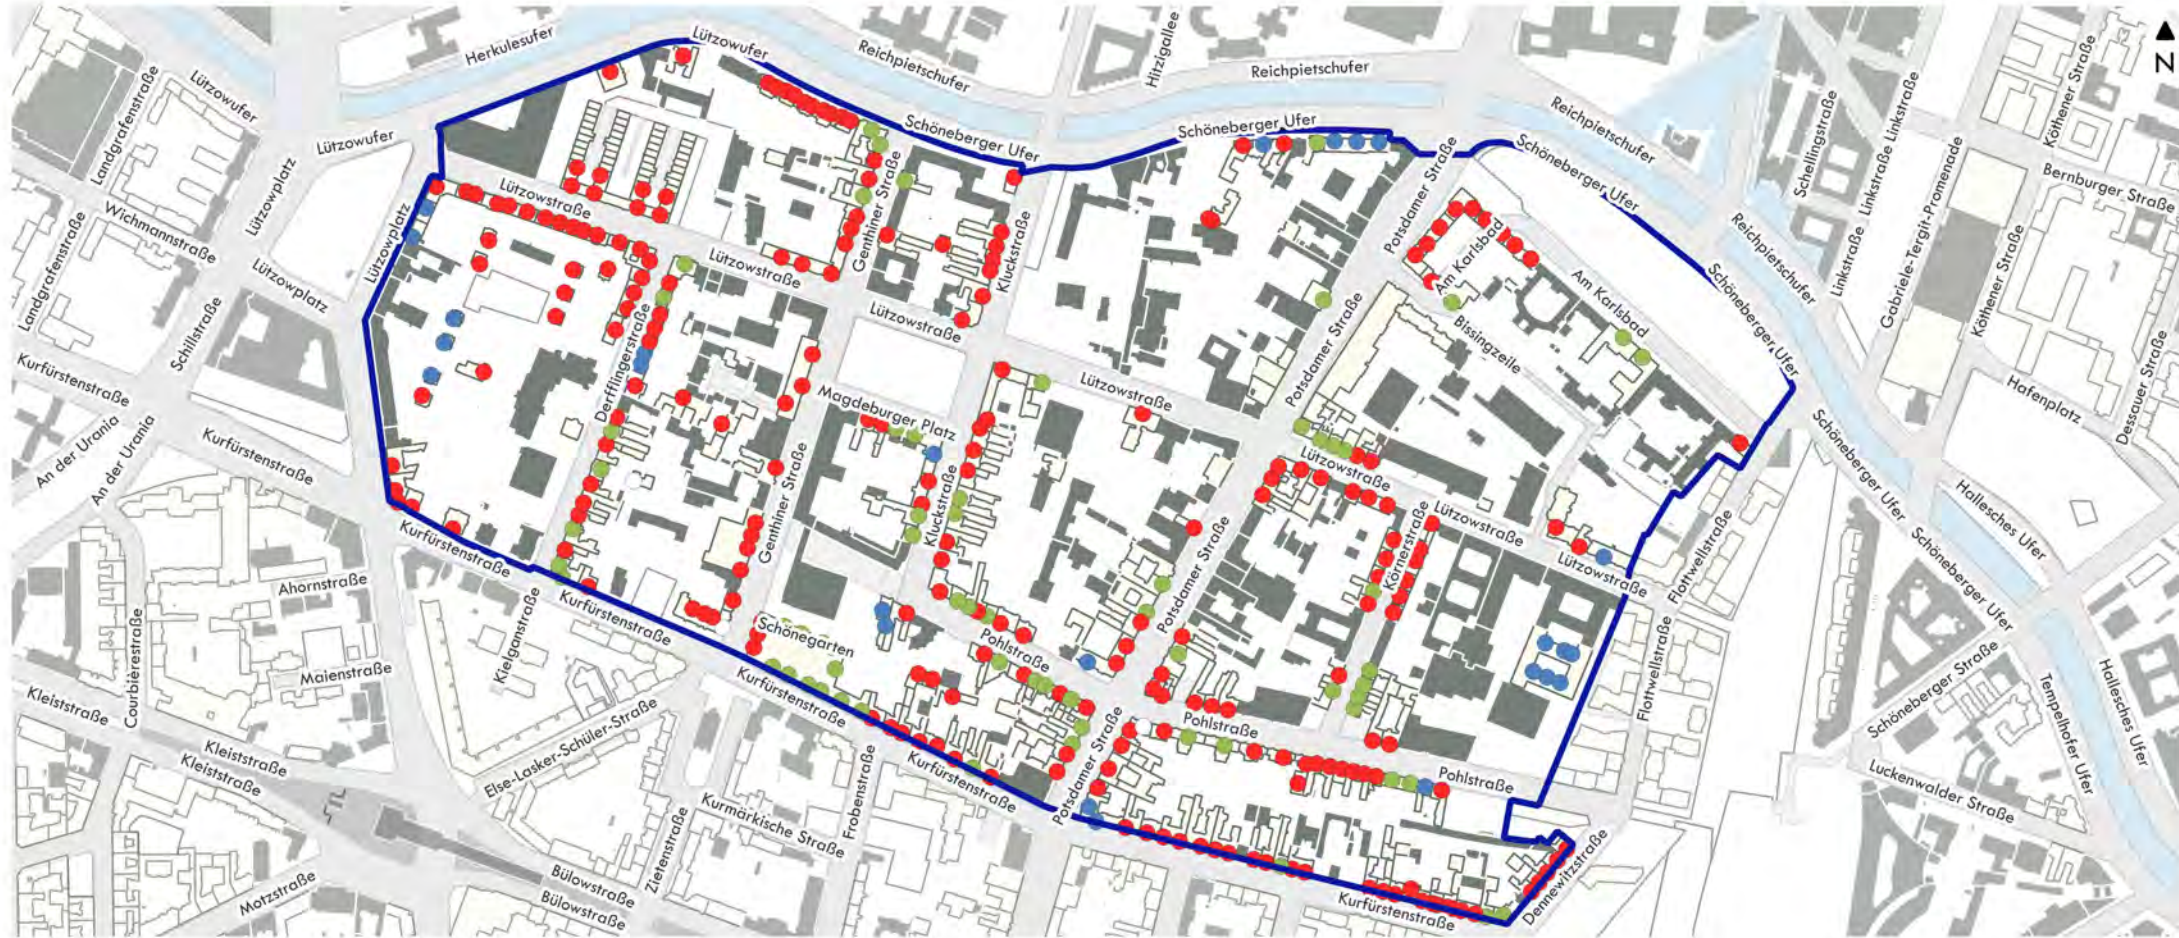 Herkulesufer
Lützowufer
Reichpietschufer
Hitzigallee
Reichpietschufer
Reichpietschufer
N
Landgrafenstraße
Lützowufer
Lützowufer
Schöneberger Ufer
Schöneberger Ufer
Schöneberger Ufer
Schellingstraße
Linkstraße
Linkstraße
Köthener Straße
Bernburger Straße
Wichmannstraße
Lützowplatz
Lützowplatz
Lützowplatz
Lützowstraße
Genthiner Straße
Lützowstraße
Kluckstraße
Potsdamer Straße
Potsdamer Straße
Am Karlsbad
Am Karlsbad
Reichpietschufer
Linkstraße
Gabriele-Tergit-Promenade
Köthener Straße
Landgrafenstraße
Schillstraße
Lützowstraße
Bissingzeile
Schöneberger Ufer
Kurfürstenstraße
Derfflingerstraße
Magdeburger Platz
Lützowstraße
Potsdamer Straße
Hafenplatz
Dessauer Straße
An der Urania
An der Urania
Kurfürstenstraße
Genthiner Straße
Kluckstraße
Lützowstraße
Lützowstraße
Schöneberger Ufer
Schöneberger Ufer
Hallesches Ufer
Kurfürstenstraße
Kurfürstenstraße
Potsdamer Straße
Körnerstraße
Lützowstraße
Flottwellstraße
Ahornstraße
Courbièrestraße
Maienstraße
Kielganstraße
Schönegarten
Pohlstraße
Pohlstraße
Flottwellstraße
Schöneberger Straße
Tempelhofer Ufer
Hallesches Ufer
Kleiststraße
Kleiststraße
Kleiststraße
Else-Lasker-Schüler-Straße
Kurfürstenstraße
Kurfürstenstraße
Potsdamer Straße
Pohlstraße
Luckenwalder Straße
Kurmärkische Straße
Frobenstraße
Zietenstraße
Motzstraße
Bülowstraße
Bülowstraße
Kurfürstenstraße
Dennewitzstraße